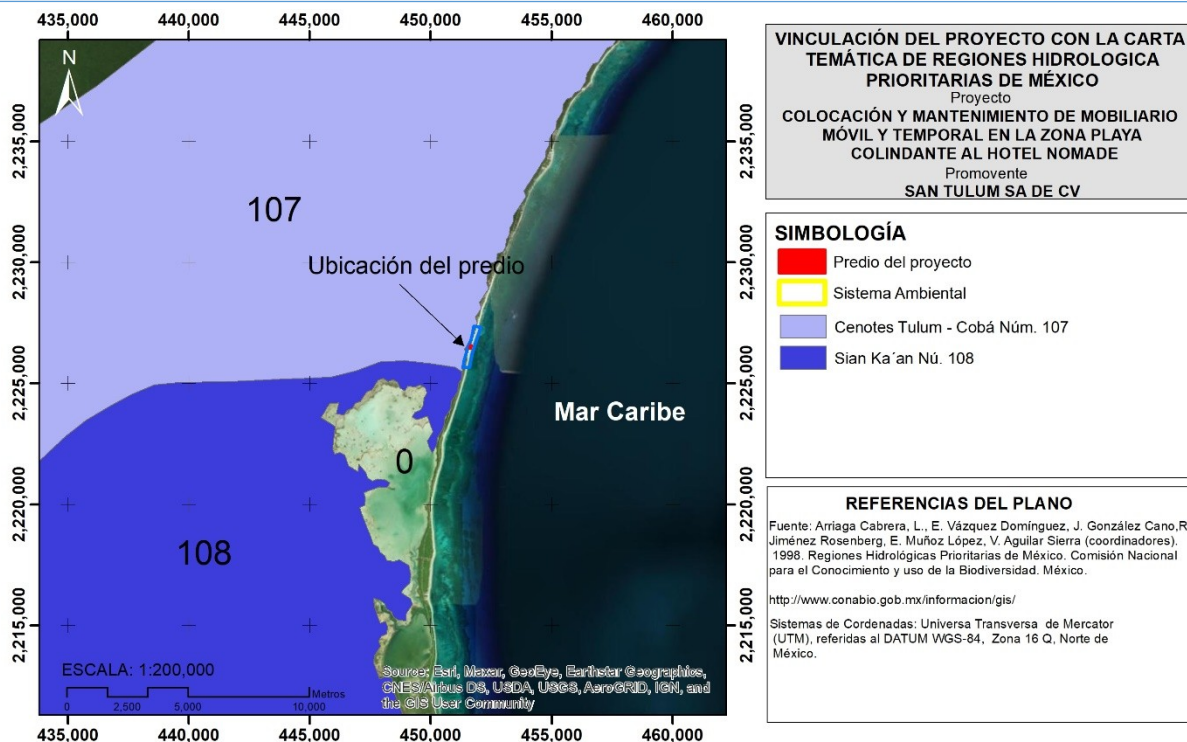 435,000 440,000 445,000 450,000 455,000 460,000
2,235,000
2,230,000
2,225,000
2,220,000
2,215,000
N
107
Ubicación del predio
0
Mar Caribe
108
ESCALA: 1:200,000
Metros
0 2,500 5,000 10,000
Source: Esri, Maxar, GeoEye, Earthstar Geographics,
CNES/Airbus DS, USDA, USGS, AeroGRID, IGN, and
the GIS User Community
2,235,000
2,230,000
2,225,000
2,220,000
2,215,000
435,000 440,000 445,000 450,000 455,000 460,000
VINCULACIÓN DEL PROYECTO CON LA CARTA
TEMÁTICA DE REGIONES HIDROLOGICA
PRIORITARIAS DE MÉXICO
Proyecto
COLOCACIÓN Y MANTENIMIENTO DE MOBILIARIO
MÓVIL Y TEMPORAL EN LA ZONA PLAYA
COLINDANTE AL HOTEL NOMADE
Promovente
SAN TULUM SA DE CV
SIMBOLOGÍA
Predio del proyecto
Sistema Ambiental
Cenotes Tulum - Cobá Núm. 107
Sian Ka´an Nú. 108
REFERENCIAS DEL PLANO
Fuente: Arriaga Cabrera, L., E. Vázquez Domínguez, J. González Cano,R.
Jiménez Rosenberg, E. Muñoz López, V. Aguilar Sierra (coordinadores).
1998. Regiones Hidrológicas Prioritarias de México. Comisión Nacional
para el Conocimiento y uso de la Biodiversidad. México.
http://www.conabio.gob.mx/informacion/gis/
Sistemas de Cordenadas: Universa Transversa de Mercator
(UTM), referidas al DATUM WGS-84, Zona 16 Q, Norte de
México.